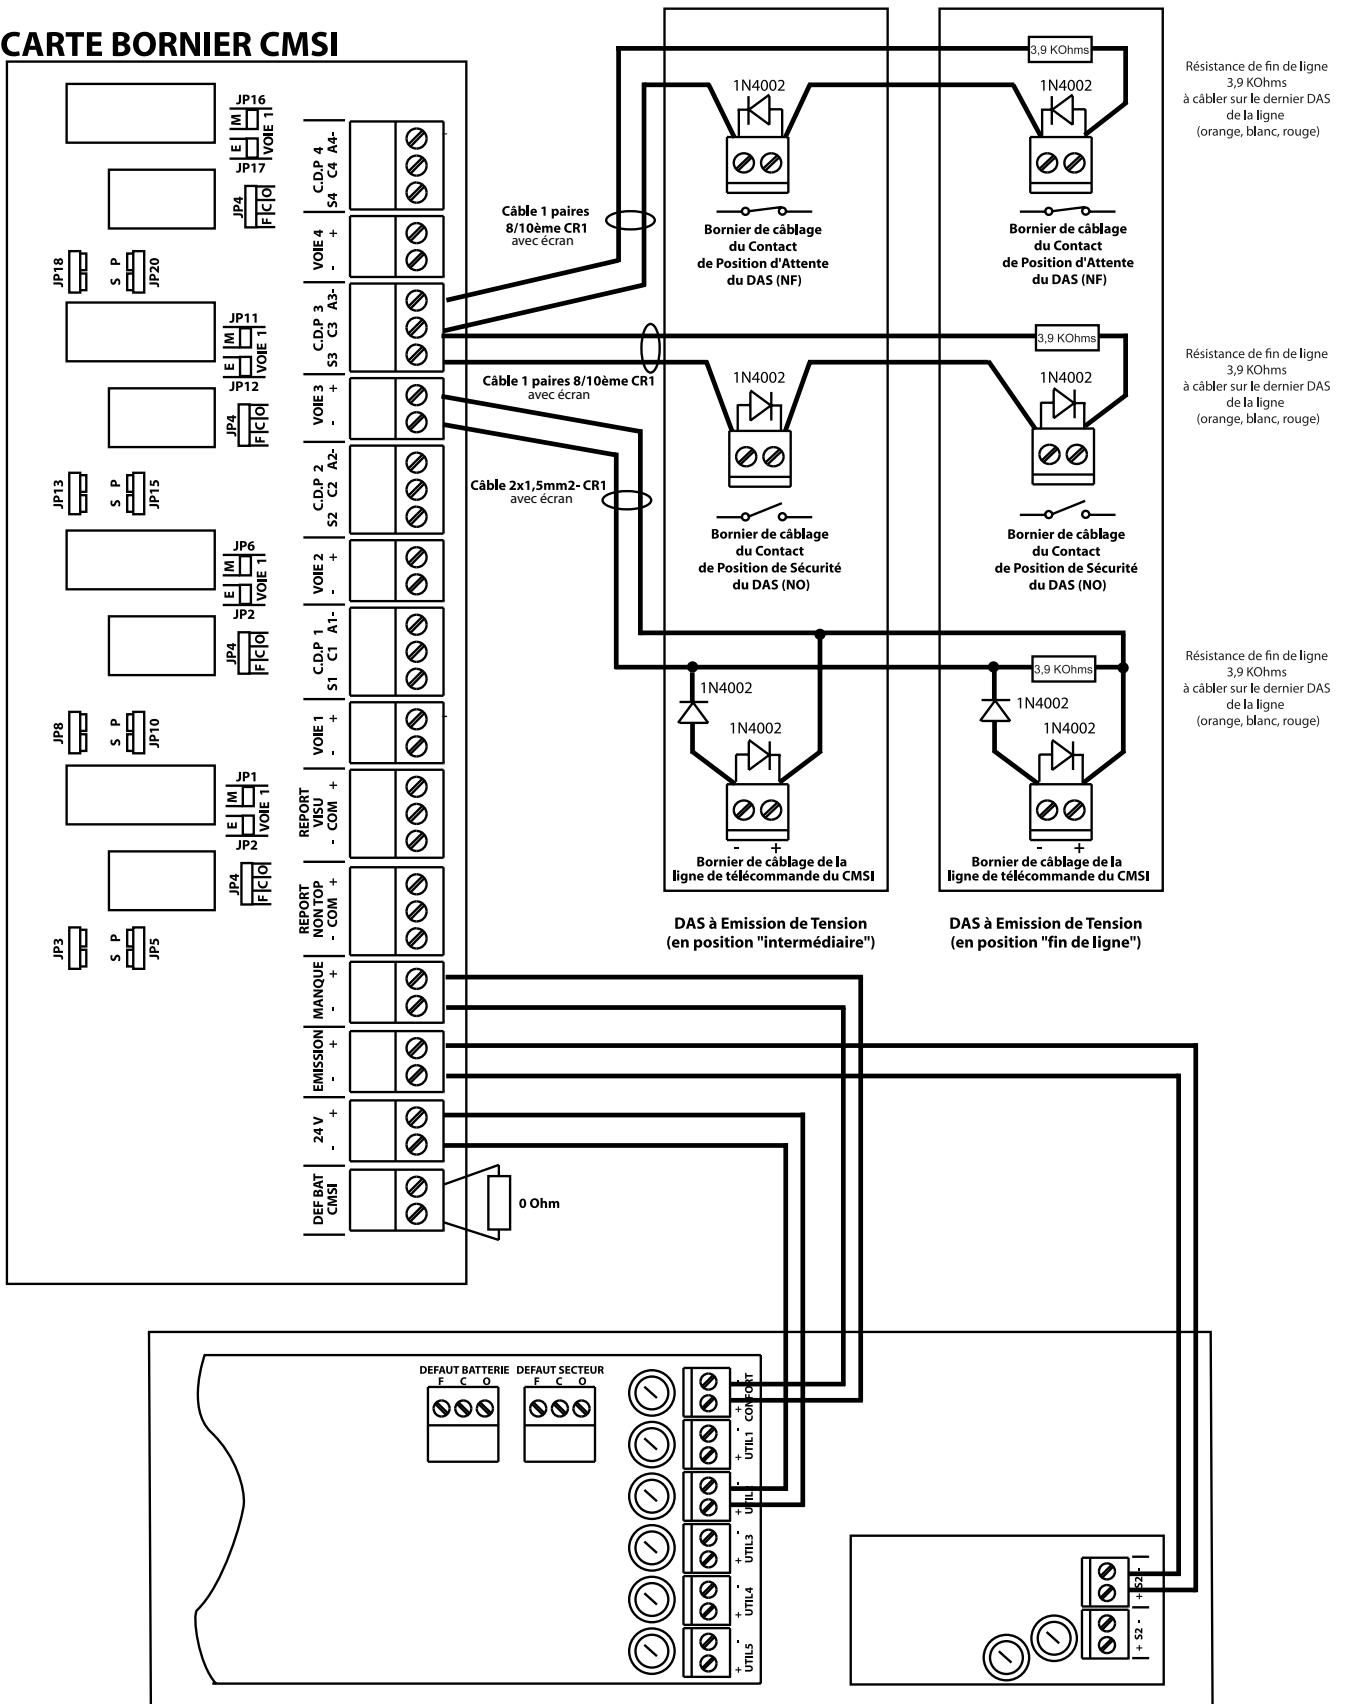 CARTE BORNIER CMSI
JP16
M
E
VOIE 1
JP17
JP4
F C O
JP18
S P
JP20
JP11
M
E
VOIE 1
JP12
JP4
F C O
JP13
S P
JP15
JP6
M
E
VOIE 1
JP2
JP4
F C O
JP8
S P
JP10
JP1
M
E
VOIE 1
JP2
JP4
F C O
JP3
S P
JP5
C.D.P 4
S4 C4 A4-
VOIE 4
- +
C.D.P 3
S3 C3 A3-
VOIE 3
- +
C.D.P 2
S2 C2 A2-
VOIE 2
- +
C.D.P 1
S1 C1 A1-
VOIE 1
- +
REPORT
VISU
- COM +
REPORT
NON TOP
- COM +
MANQUE
- +
EMISSION
- +
24 V
- +
DEF BAT
CMSI
0 Ohm
Câble 1 paires
8/10ème CR1
avec écran
Câble 1 paires 8/10ème CR1
avec écran
Câble 2x1,5mm2- CR1
avec écran
1N4002
Bornier de câblage
du Contact
de Position d'Attente
du DAS (NF)
3,9 KOhms
1N4002
Bornier de câblage
du Contact
de Position d'Attente
du DAS (NF)
Résistance de fin de ligne
3,9 KOhms
à câbler sur le dernier DAS
de la ligne
(orange, blanc, rouge)
1N4002
Bornier de câblage
du Contact
de Position de Sécurité
du DAS (NO)
3,9 KOhms
1N4002
Bornier de câblage
du Contact
de Position de Sécurité
du DAS (NO)
Résistance de fin de ligne
3,9 KOhms
à câbler sur le dernier DAS
de la ligne
(orange, blanc, rouge)
1N4002
1N4002
- +
Bornier de câblage de la
ligne de télécommande du CMSI
3,9 KOhms
1N4002
1N4002
- +
Bornier de câblage de la
ligne de télécommande du CMSI
Résistance de fin de ligne
3,9 KOhms
à câbler sur le dernier DAS
de la ligne
(orange, blanc, rouge)
DAS à Emission de Tension
(en position "intermédiaire")
DAS à Emission de Tension
(en position "fin de ligne")
DEFAUT BATTERIE
F C O
DEFAUT SECTEUR
F C O
+ -
CONFORT
+ -
UTIL1
+ -
UTIL2
+ -
UTIL3
+ -
UTIL4
+ -
UTIL5
+ S2 -
+ S2 -